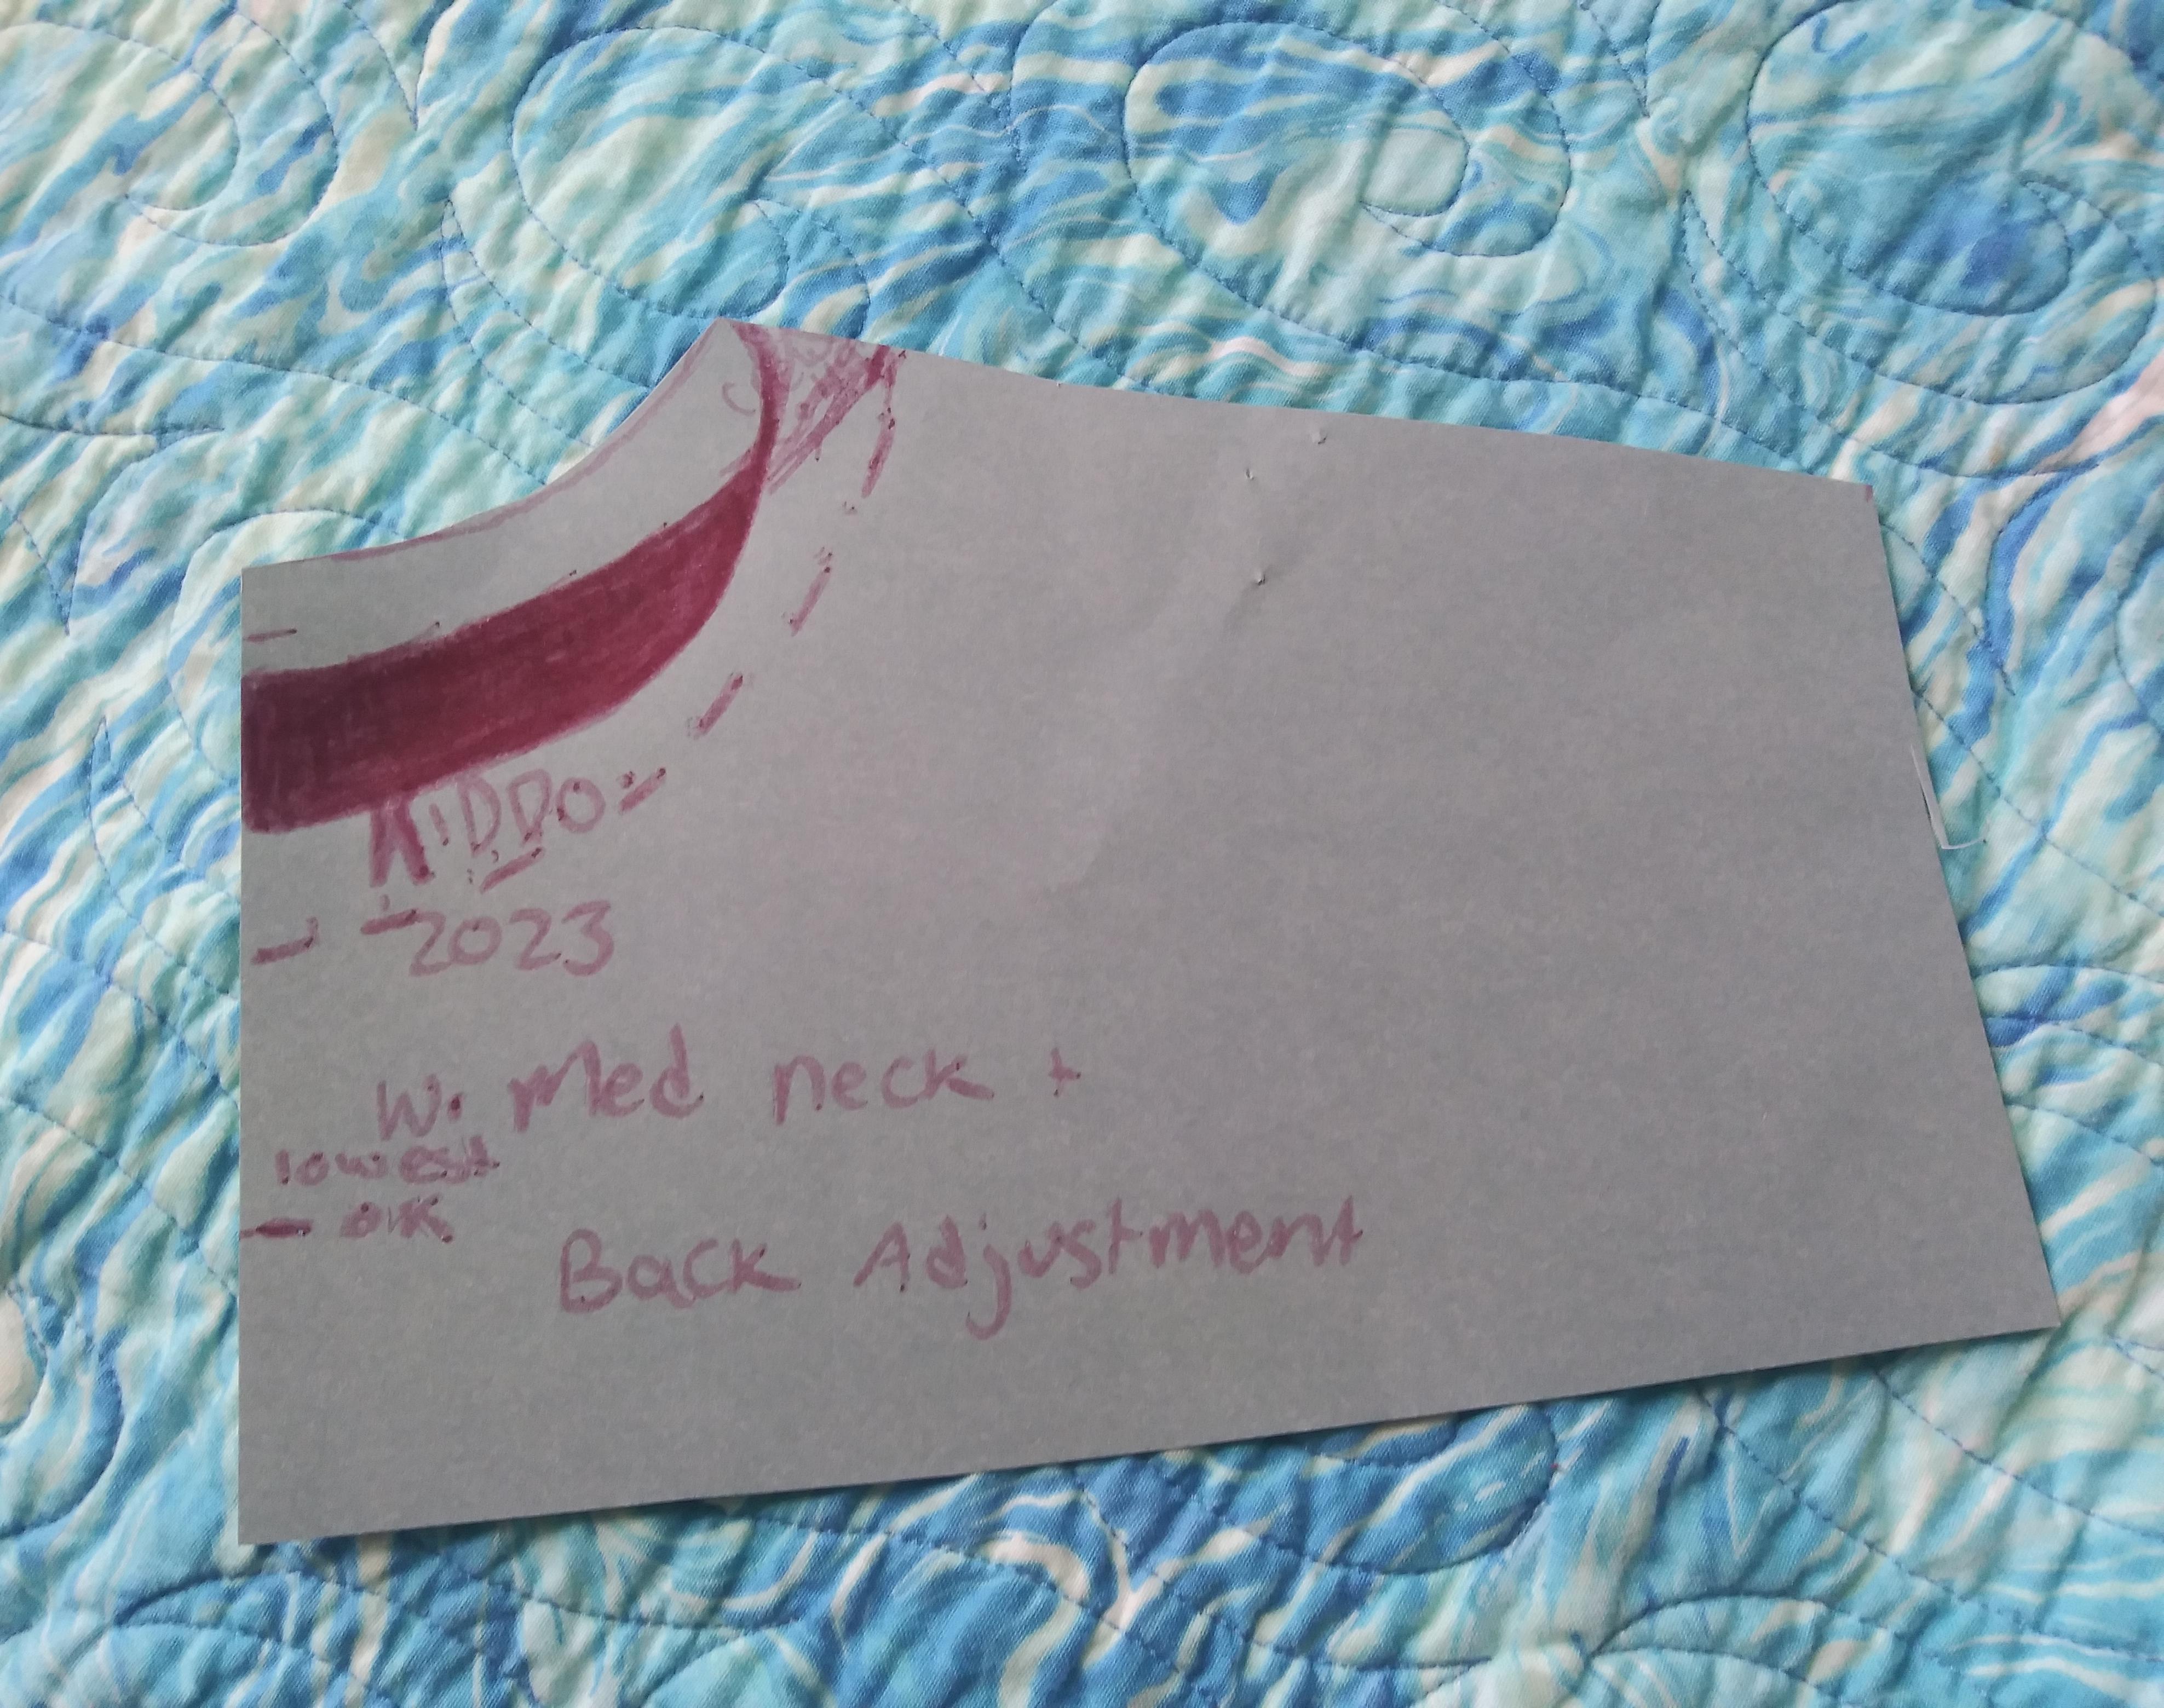 KIDDO
2023
W. Med neck +
lowest
- OK
Back Adjustment